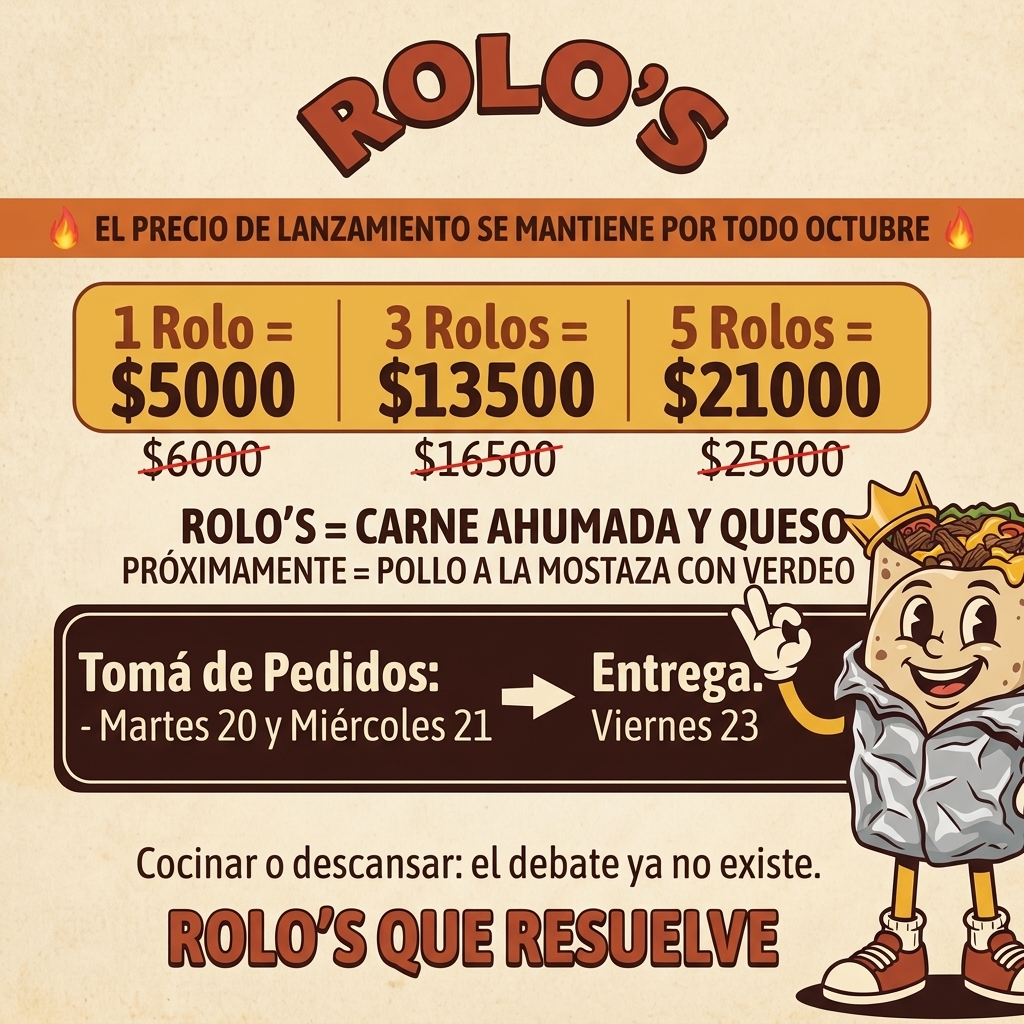 ROLO'S
🔥 EL PRECIO DE LANZAMIENTO SE MANTIENE POR TODO OCTUBRE 🔥
1 Rolo = $5000
3 Rolos = $13500
5 Rolos = $21000
$6000
$16500
$25000
ROLO'S = CARNE AHUMADA Y QUESO
PRÓXIMAMENTE = POLLO A LA MOSTAZA CON VERDEO
Tomá de Pedidos:
- Martes 20 y Miércoles 21
Entrega.
Viernes 23
Cocinar o descansar: el debate ya no existe.
ROLO'S QUE RESUELVE